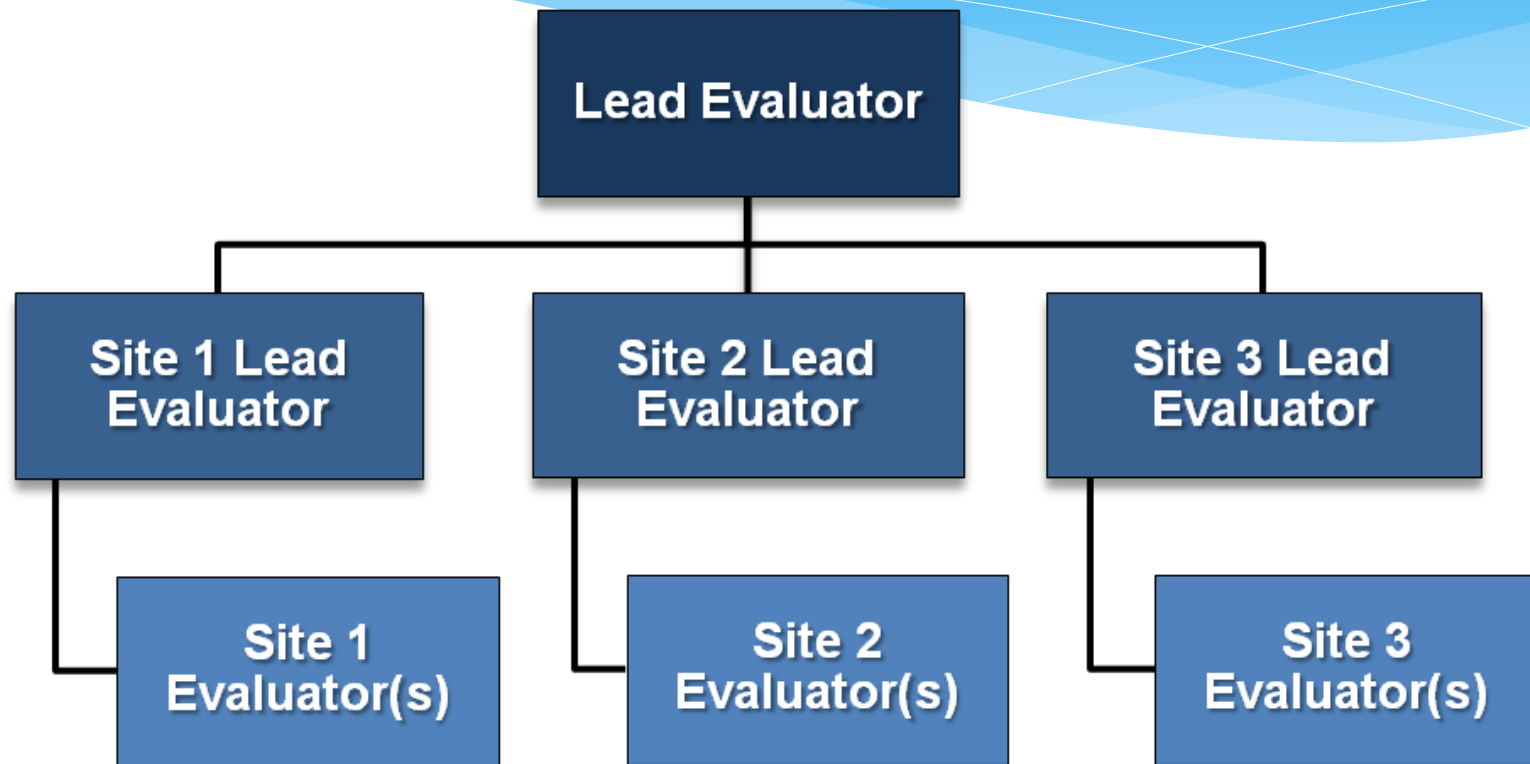 Lead Evaluator
Site 1 Lead
Evaluator
Site 2 Lead
Evaluator
Site 3 Lead
Evaluator
Site 1
Evaluator(s)
Site 2
Evaluator(s)
Site 3
Evaluator(s)